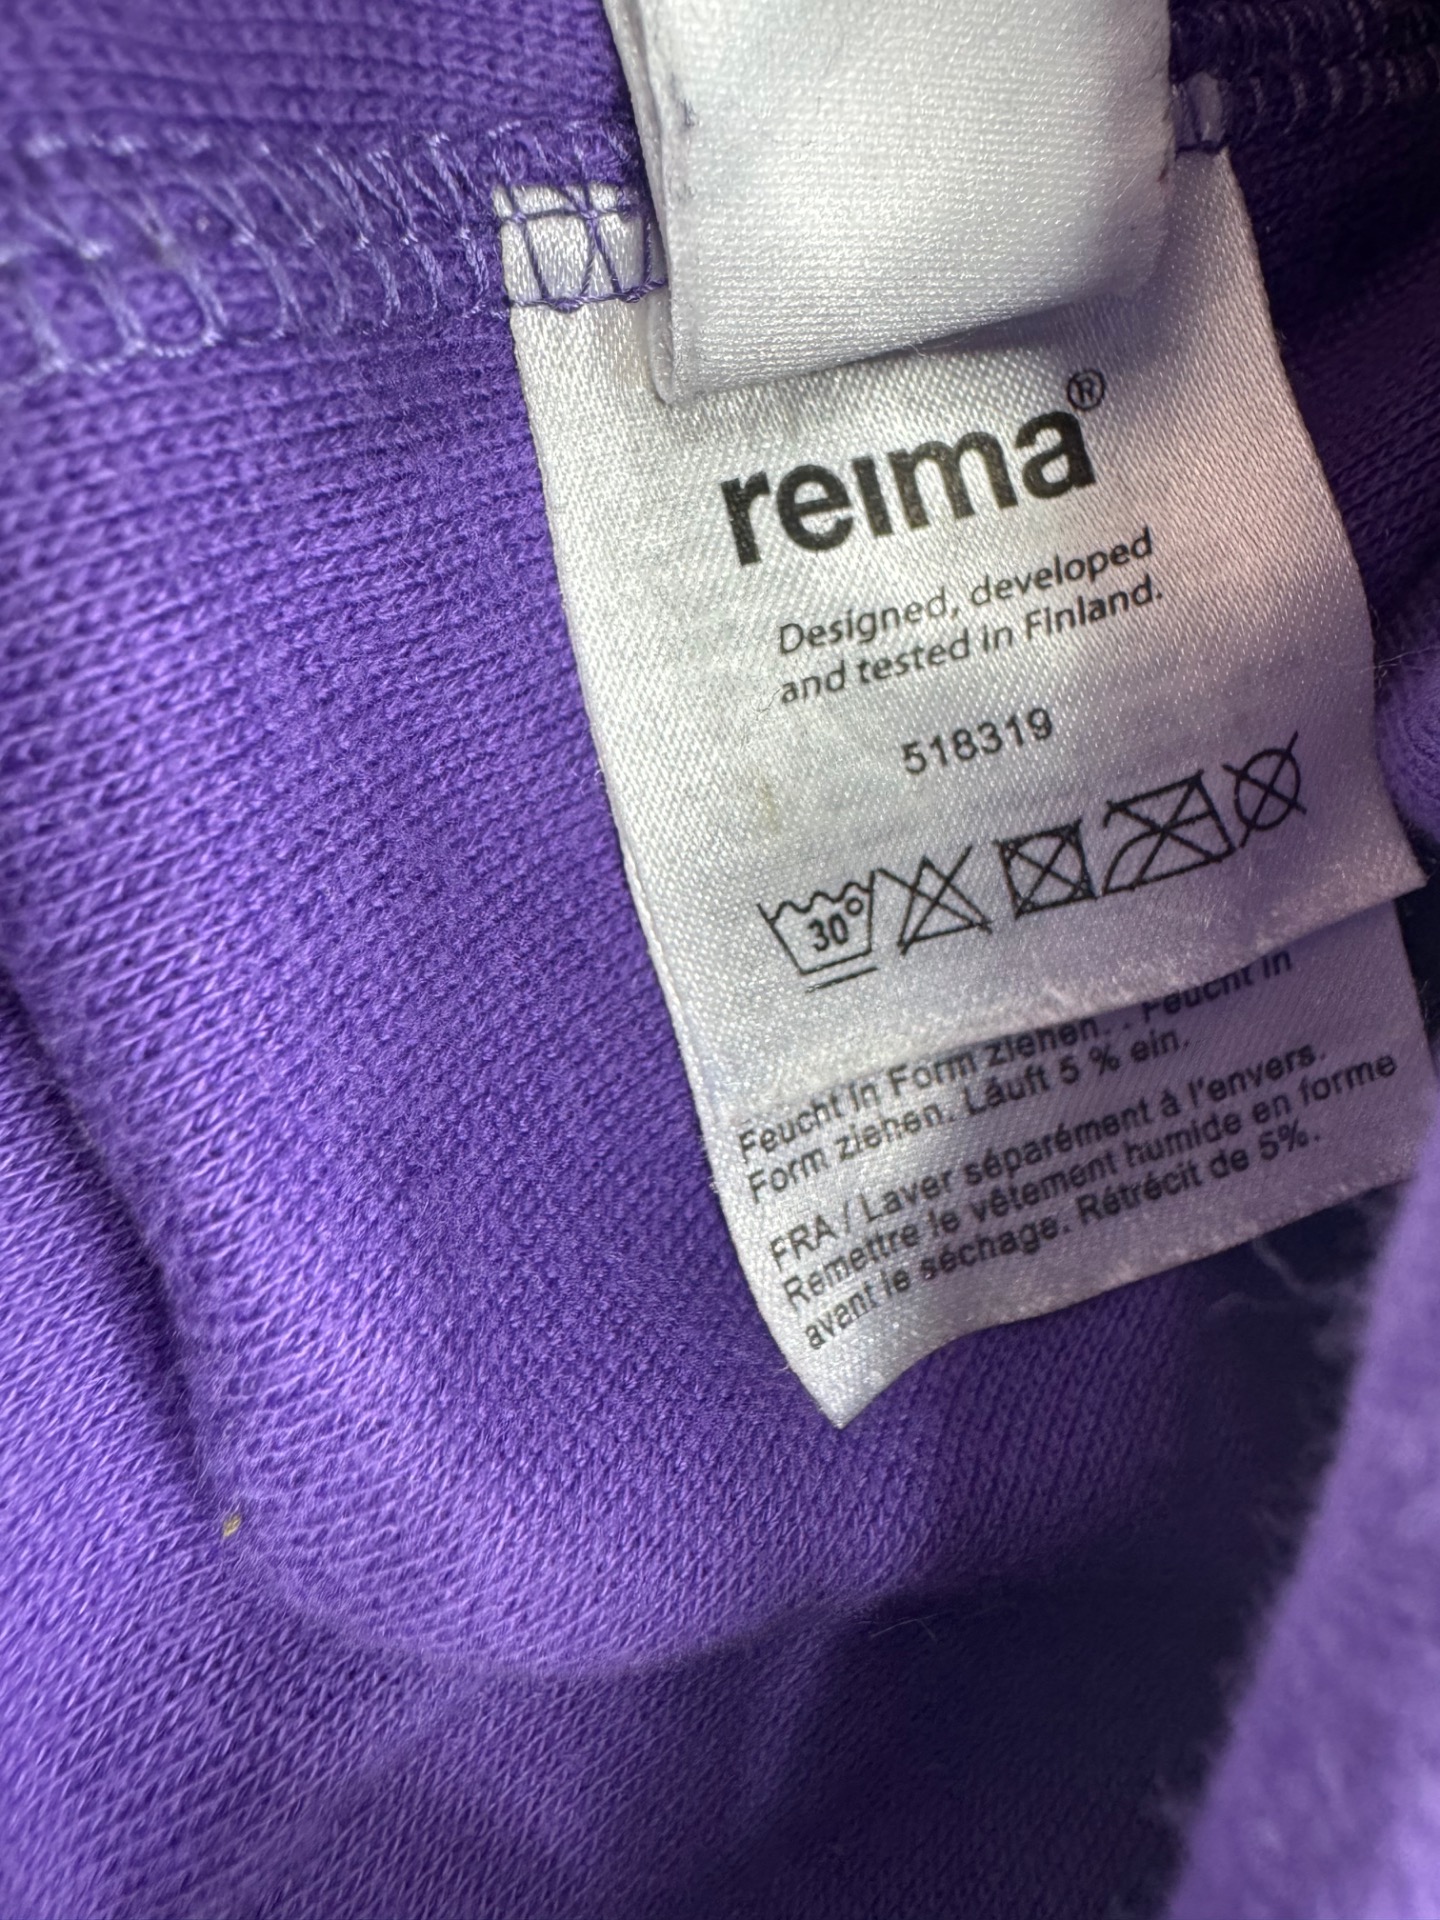 reima®
Designed, developed
and tested in Finland.
518319
30°
Feucht in Form ziehen. . Feucht in
Form ziehen. Läuft 5 % ein.
FRA / Laver séparément à l'envers.
Remettre le vêtement humide en forme
avant le séchage. Rétrécit de 5%.